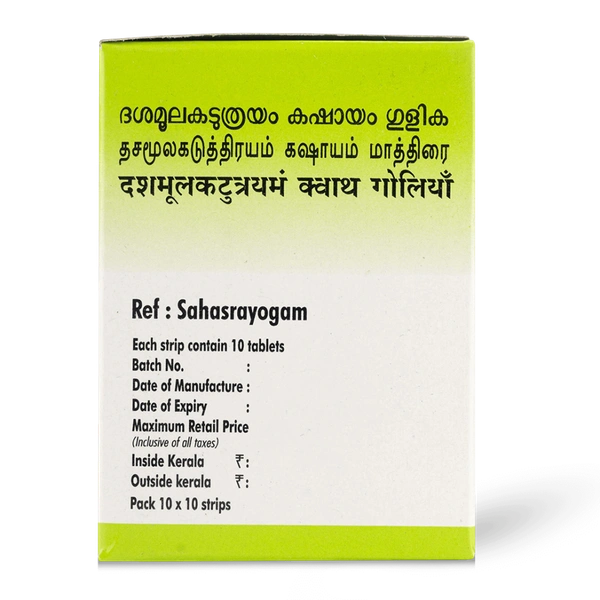 ദശമൂലകടുത്രയം കഷായം ഗുളിക
தசமூலகடுத்திரயம் கஷாயம் மாத்திரை
दशमूलकटुत्रयमं क्वाथ गोलियाँ
Ref : Sahasrayogam
Each strip contain 10 tablets
Batch No. :
Date of Manufacture :
Date of Expiry :
Maximum Retail Price
(Inclusive of all taxes)
Inside Kerala ₹ :
Outside kerala ₹ :
Pack 10 x 10 strips